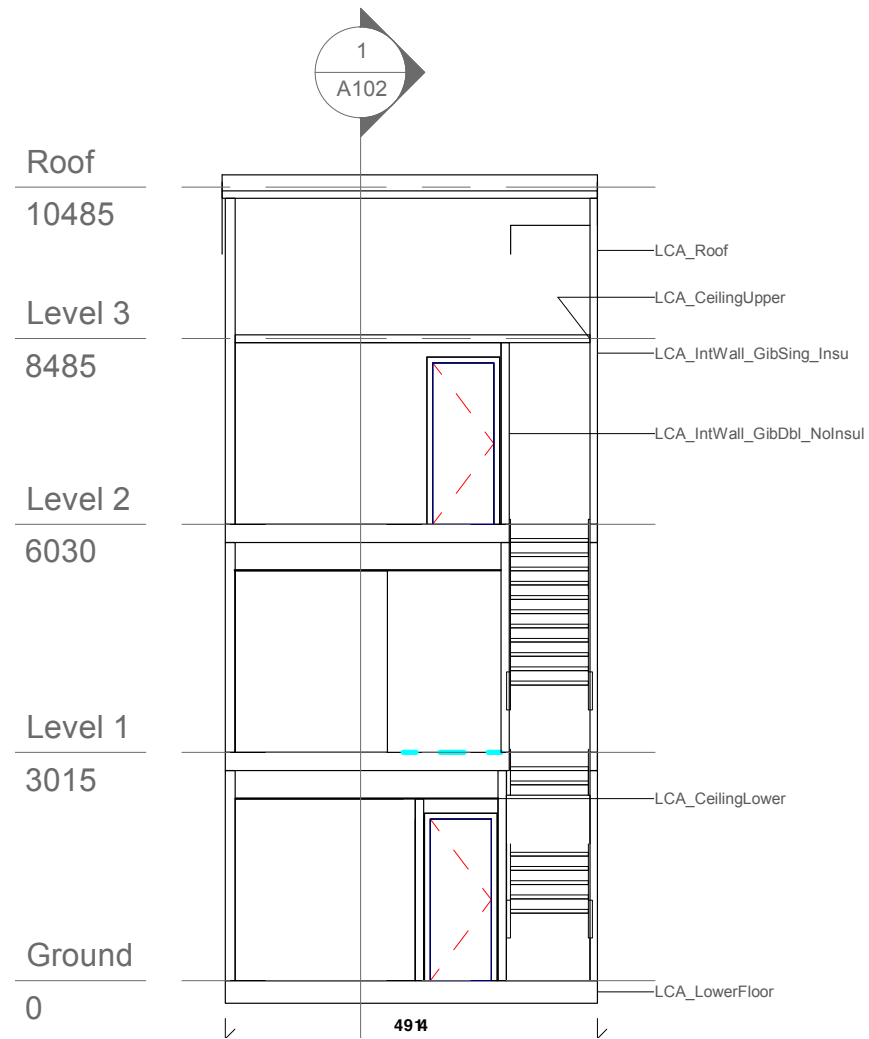 1
A102
Roof
10485
LCA_Roof
LCA_CeilingUpper
Level 3
8485
LCA_IntWall_GibSing_Insu
LCA_IntWall_GibDbl_NoInsul
Level 2
6030
Level 1
3015
LCA_CeilingLower
Ground
0
LCA_LowerFloor
4914